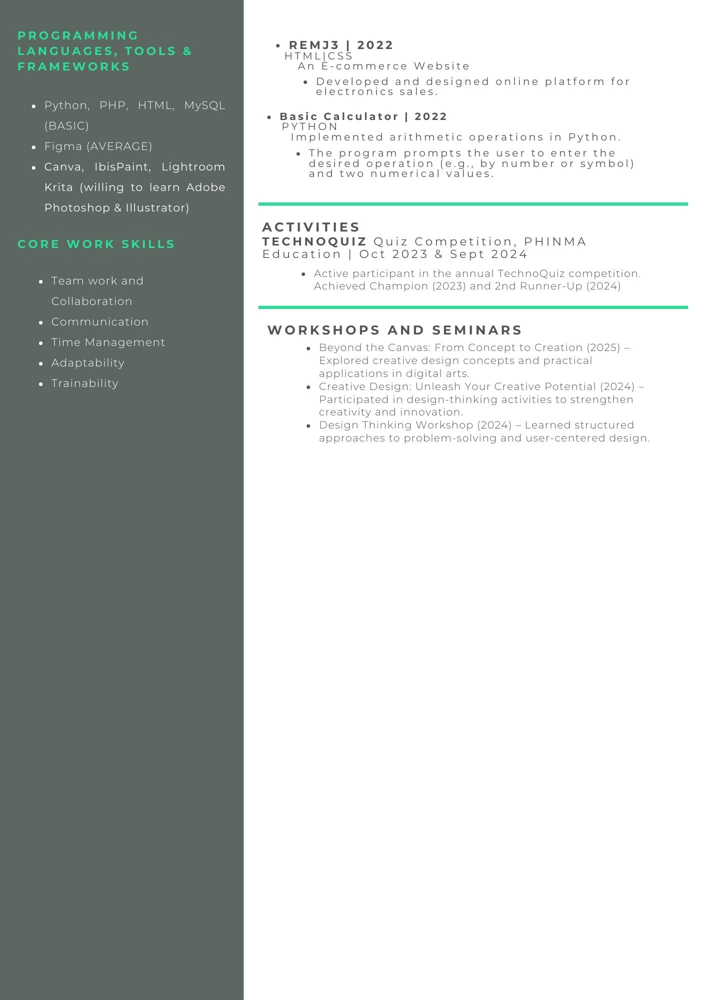 PROGRAMMING
LANGUAGES, TOOLS &
FRAMEWORKS
• Python, PHP, HTML, MySQL
(BASIC)
• Figma (AVERAGE)
• Canva, IbisPaint, Lightroom
Krita (willing to learn Adobe
Photoshop & Illustrator)
CORE WORK SKILLS
• Team work and
Collaboration
• Communication
• Time Management
• Adaptability
• Trainability
• REMJ3 | 2022
HTML|CSS
An E-commerce Website
• Developed and designed online platform for
electronics sales.
• Basic Calculator | 2022
PYTHON
Implemented arithmetic operations in Python.
• The program prompts the user to enter the
desired operation (e.g., by number or symbol)
and two numerical values.
ACTIVITIES
TECHNOQUIZ Quiz Competition, PHINMA
Education | Oct 2023 & Sept 2024
• Active participant in the annual TechnoQuiz competition.
Achieved Champion (2023) and 2nd Runner-Up (2024)
WORKSHOPS AND SEMINARS
• Beyond the Canvas: From Concept to Creation (2025) –
Explored creative design concepts and practical
applications in digital arts.
• Creative Design: Unleash Your Creative Potential (2024) –
Participated in design-thinking activities to strengthen
creativity and innovation.
• Design Thinking Workshop (2024) – Learned structured
approaches to problem-solving and user-centered design.